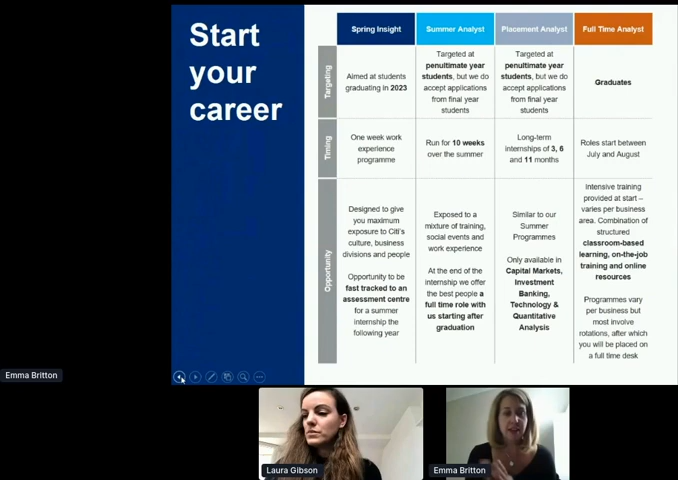 Start
your
career
Spring Insight
Summer Analyst
Placement Analyst
Full Time Analyst
Targeting
Aimed at students
graduating in 2023
Targeted at
penultimate year
students, but we do
accept applications
from final year
students
Targeted at
penultimate year
students, but we do
accept applications
from final year
students
Graduates
Timing
One week work
experience
programme
Run for 10 weeks
over the summer
Long-term
internships of 3, 6
and 11 months
Roles start between
July and August
Opportunity
Designed to give
you maximum
exposure to Citi's
culture, business
divisions and people
Opportunity to be
fast tracked to an
assessment centre
for a summer
internship the
following year
Exposed to a
mixture of training,
social events and
work experience
At the end of the
internship we offer
the best people a
full time role with
us starting after
graduation
Similar to our
Summer
Programmes
Only available in
Capital Markets,
Investment
Banking,
Technology &
Quantitative
Analysis
Intensive training
provided at start –
varies per business
area. Combination of
structured
classroom-based
learning, on-the-job
training and online
resources
Programmes vary
per business but
most involve
rotations, after which
you will be placed on
a full time desk
Emma Britton
Laura Gibson
Emma Britton